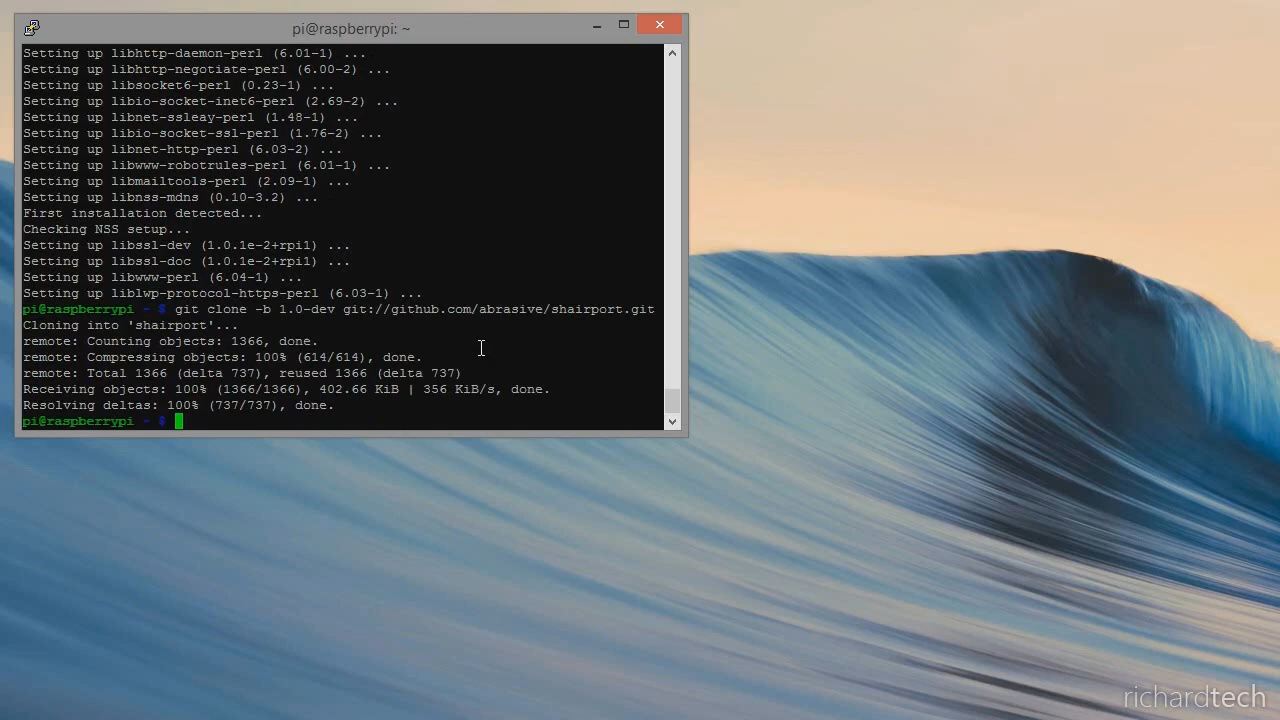 pi@raspberrypi: ~
Setting up libhttp-daemon-perl (6.01-1) ...
Setting up libhttp-negotiate-perl (6.00-2) ...
Setting up libsocket6-perl (0.23-1) ...
Setting up libio-socket-inet6-perl (2.69-2) ...
Setting up libnet-ssleay-perl (1.48-1) ...
Setting up libio-socket-ssl-perl (1.76-2) ...
Setting up libnet-http-perl (6.03-2) ...
Setting up libwww-robotrules-perl (6.01-1) ...
Setting up libmailtools-perl (2.09-1) ...
Setting up libnss-mdns (0.10-3.2) ...
First installation detected...
Checking NSS setup...
Setting up libssl-dev (1.0.1e-2+rpi1) ...
Setting up libssl-doc (1.0.1e-2+rpi1) ...
Setting up libwww-perl (6.04-1) ...
Setting up liblwp-protocol-https-perl (6.03-1) ...
pi@raspberrypi ~ $ git clone -b 1.0-dev git://github.com/abrasive/shairport.git
Cloning into 'shairport'...
remote: Counting objects: 1366, done.
remote: Compressing objects: 100% (614/614), done.
remote: Total 1366 (delta 737), reused 1366 (delta 737)
Receiving objects: 100% (1366/1366), 402.66 KiB | 356 KiB/s, done.
Resolving deltas: 100% (737/737), done.
pi@raspberrypi ~ $
richardtech